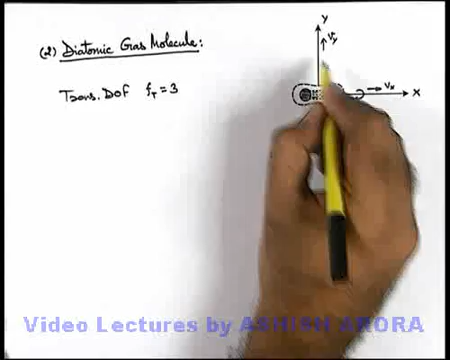 (2) Diatomic Gas Molecule:
Trans. DoF f_T = 3
Y
v_y
v_x
X
Video Lectures by ASHISH ARORA